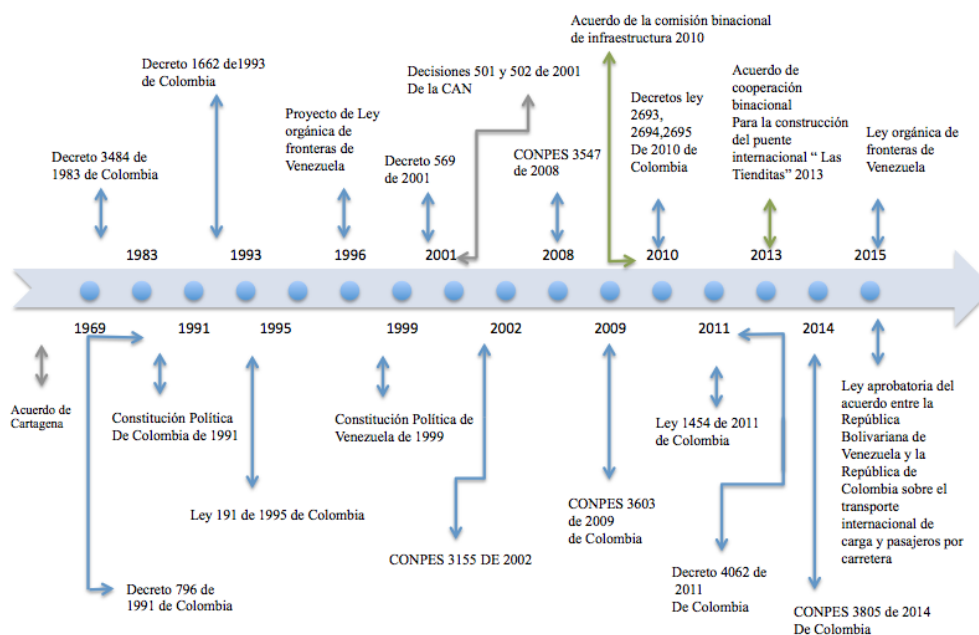 Acuerdo de la comisión binacional
de infraestructura 2010
Decreto 1662 de1993
de Colombia
Decisiones 501 y 502 de 2001
De la CAN
Acuerdo de
cooperación
binacional
Para la construcción
del puente
internacional “ Las
Tienditas” 2013
Decreto 3484 de
1983 de Colombia
Proyecto de Ley
orgánica de
fronteras de
Venezuela
Decreto 569
de 2001
CONPES 3547
de 2008
Decretos ley
2693,
2694,2695
De 2010 de
Colombia
Ley orgánica de
fronteras de
Venezuela
1983
1993
1996
2001
2008
2010
2013
2015
1969
1991
1995
1999
2002
2009
2011
2014
Acuerdo de
Cartagena
Constitución Política
De Colombia de 1991
Constitución Política de
Venezuela de 1999
Ley 1454 de 2011
de Colombia
Ley aprobatoria del
acuerdo entre la
República
Bolivariana de
Venezuela y la
República de
Colombia sobre el
transporte
internacional de
carga y pasajeros por
carretera
Ley 191 de 1995 de Colombia
CONPES 3603
de 2009
de Colombia
CONPES 3155 DE 2002
Decreto 796 de
1991 de Colombia
Decreto 4062 de
2011
De Colombia
CONPES 3805 de 2014
De Colombia